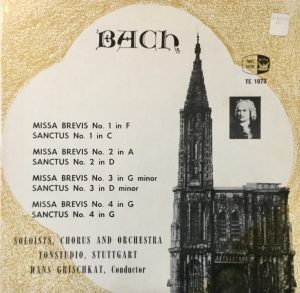 BACH
TE 1073
MISSA BREVIS No. 1 in F
SANCTUS No. 1 in C
MISSA BREVIS No. 2 in A
SANCTUS No. 2 in D
MISSA BREVIS No. 3 in G minor
SANCTUS No. 3 in D minor
MISSA BREVIS No. 4 in G
SANCTUS No. 4 in G
SOLOISTS, CHORUS AND ORCHESTRA
TONSTUDIO, STUTTGART
HANS GRISCHKAT, Conductor